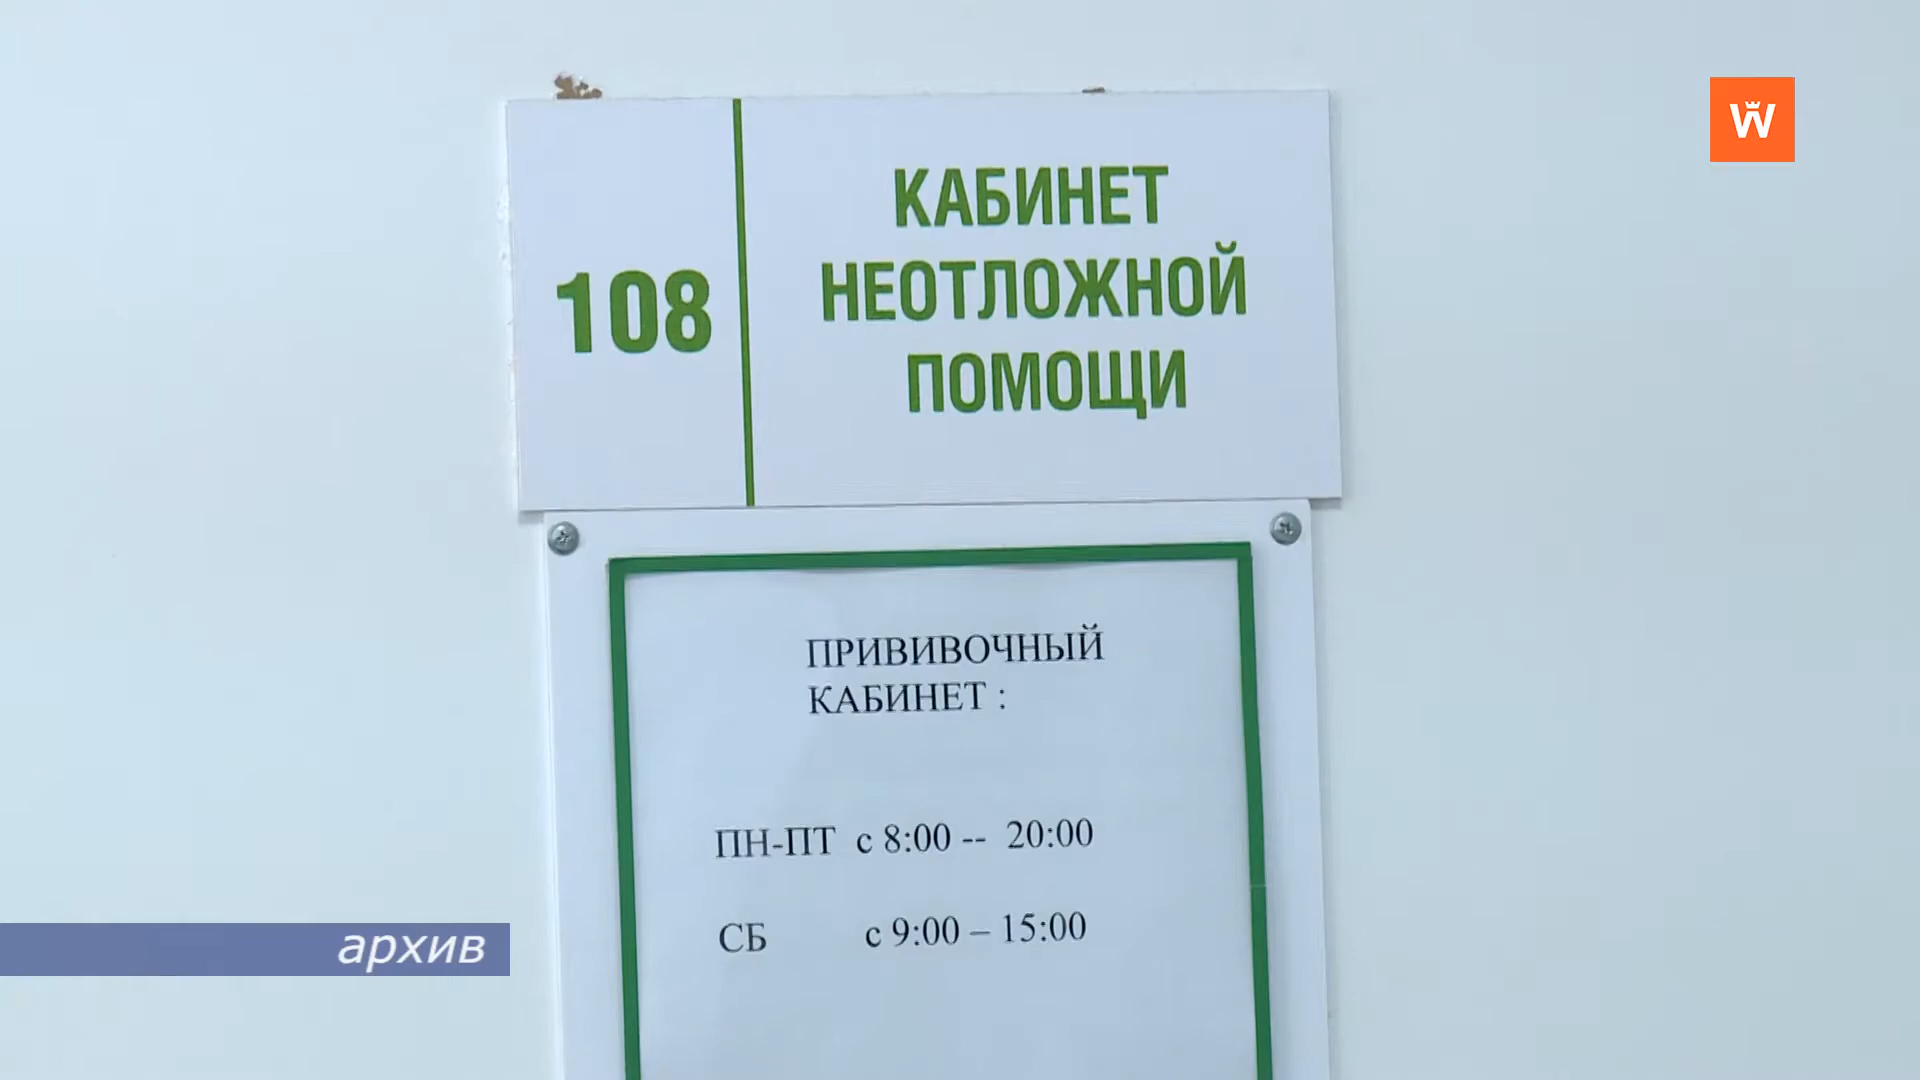 W
КАБИНЕТ
НЕОТЛОЖНОЙ
ПОМОЩИ
108
ПРИВИВОЧНЫЙ
КАБИНЕТ :
ПН-ПТ с 8:00 -- 20:00
СБ с 9:00 – 15:00
архив